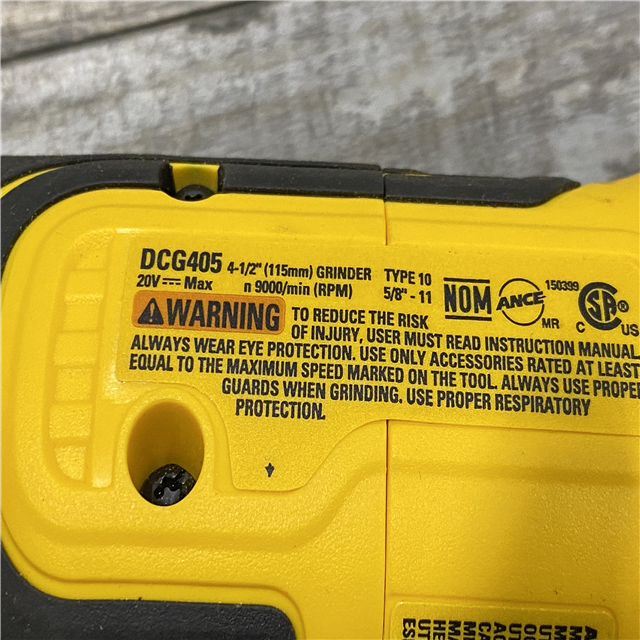 DCG405 4-1/2" (115mm) GRINDER TYPE 10
20V Max n 9000/min (RPM) 5/8" - 11
NOM ANCE MR 150399 C SA US
WARNING TO REDUCE THE RISK
OF INJURY, USER MUST READ INSTRUCTION MANUAL
ALWAYS WEAR EYE PROTECTION. USE ONLY ACCESSORIES RATED AT LEAST
EQUAL TO THE MAXIMUM SPEED MARKED ON THE TOOL. ALWAYS USE PROPE
GUARDS WHEN GRINDING. USE PROPER RESPIRATORY
PROTECTION.